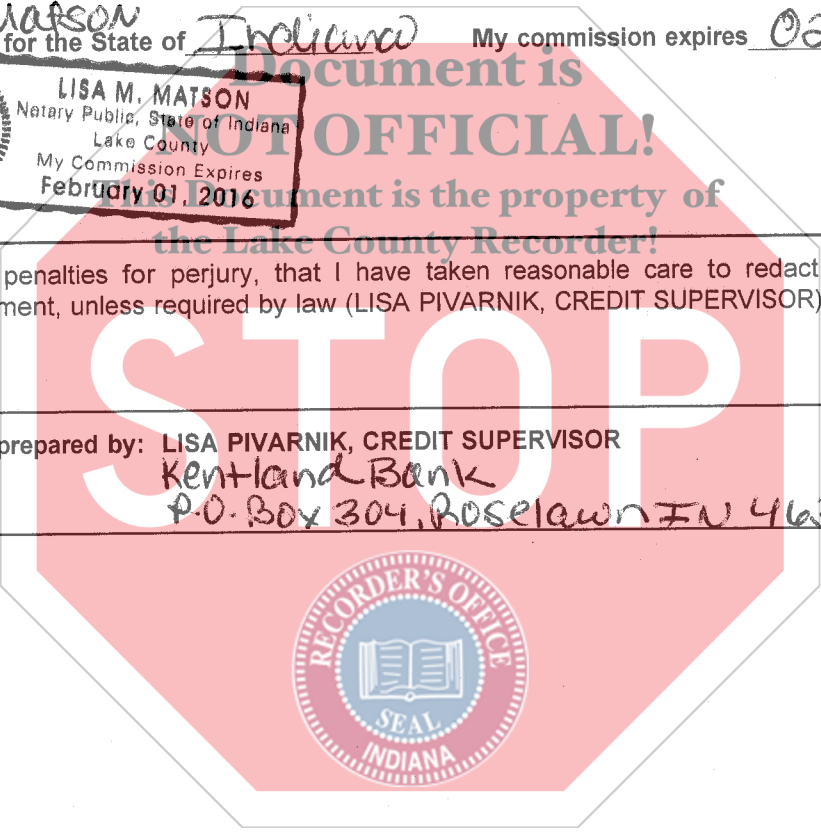 Matson
for the State of Indiana My commission expires 02
Document is
LISA M. MATSON
Notary Public, State of Indiana
Lake County
My Commission Expires
February 01, 2016
NOT OFFICIAL!
This Document is the property of
the Lake County Recorder!
penalties for perjury, that I have taken reasonable care to redact
ment, unless required by law (LISA PIVARNIK, CREDIT SUPERVISOR)
STOP
prepared by: LISA PIVARNIK, CREDIT SUPERVISOR
Kentland Bank
P.O. Box 304, Roselawn IN 463
RECORDER'S OFFICE
SEAL
INDIANA